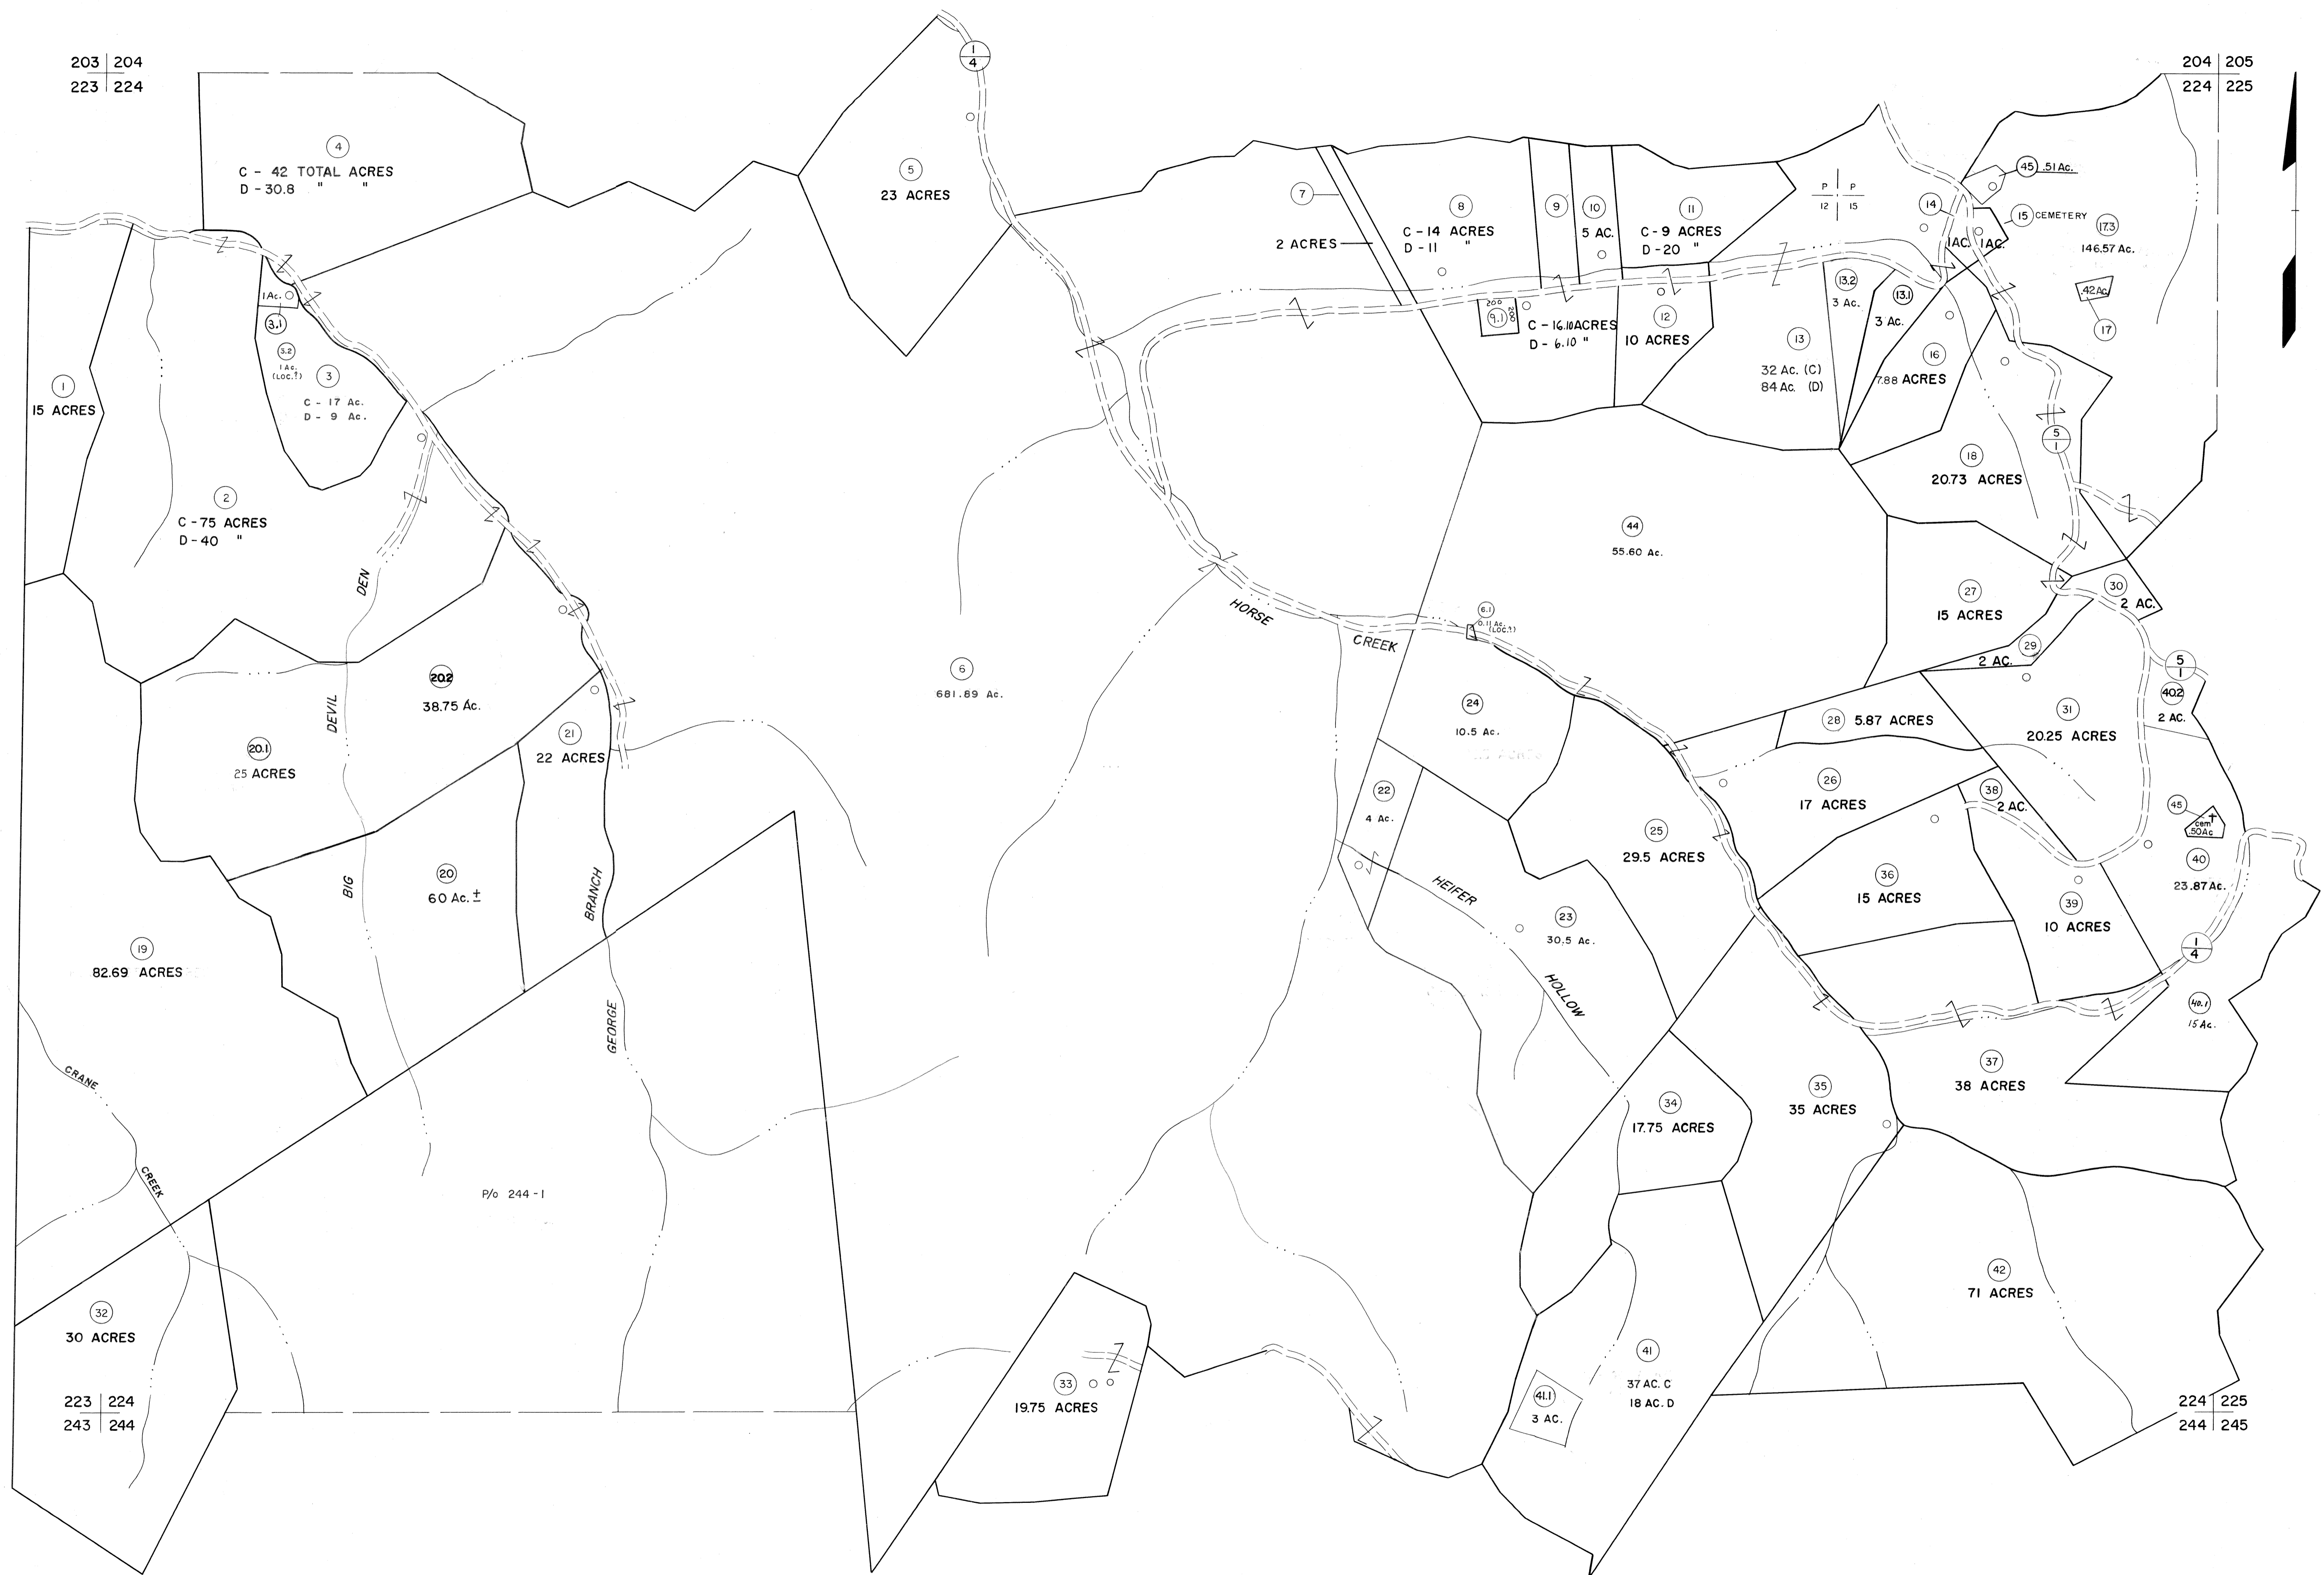 203 204
223 224
204 205
224 225
1
4
4
C - 42 TOTAL ACRES
D - 30.8 " "
5
23 ACRES
7
2 ACRES
8
C - 14 ACRES
D - 11 "
9
10
5 AC.
11
C - 9 ACRES
D - 20 "
P P
12 15
14
1AC.
1AC.
15 CEMETERY
45 .51 Ac.
17.3
146.57 Ac.
.42Ac.
17
1Ac.
3.1
3.2
1 Ac.
(LOC.?)
3
C - 17 Ac.
D - 9 Ac.
1
15 ACRES
2
C - 75 ACRES
D - 40 "
200
200
9.1
C - 16.10 ACRES
D - 6.10 "
12
10 ACRES
13
32 Ac. (C)
84 Ac. (D)
13.2
3 Ac.
13.1
3 Ac.
16
7.88 ACRES
5
1
18
20.73 ACRES
44
55.60 Ac.
27
15 ACRES
30
2 AC.
29
2 AC.
5
1
40.2
2 AC.
6.1
0.11 Ac.
(LOC.?)
HORSE
CREEK
6
681.89 Ac.
BIG
DEVIL
DEN
20.2
38.75 Ac.
20.1
25 ACRES
21
22 ACRES
20
60 Ac. ±
GEORGE
BRANCH
19
82.69 ACRES
CRANE
CREEK
24
10.5 Ac.
22
4 Ac.
25
29.5 ACRES
28 5.87 ACRES
26
17 ACRES
31
20.25 ACRES
38
2 AC.
45
cem
.50Ac
40
23.87 Ac.
36
15 ACRES
39
10 ACRES
1
4
40.1
15 Ac.
HEIFER
HOLLOW
23
30.5 Ac.
34
17.75 ACRES
35
35 ACRES
37
38 ACRES
P/o 244 - 1
32
30 ACRES
33
19.75 ACRES
41
37 AC. C
18 AC. D
41.1
3 AC.
42
71 ACRES
223 224
243 244
224 225
244 245